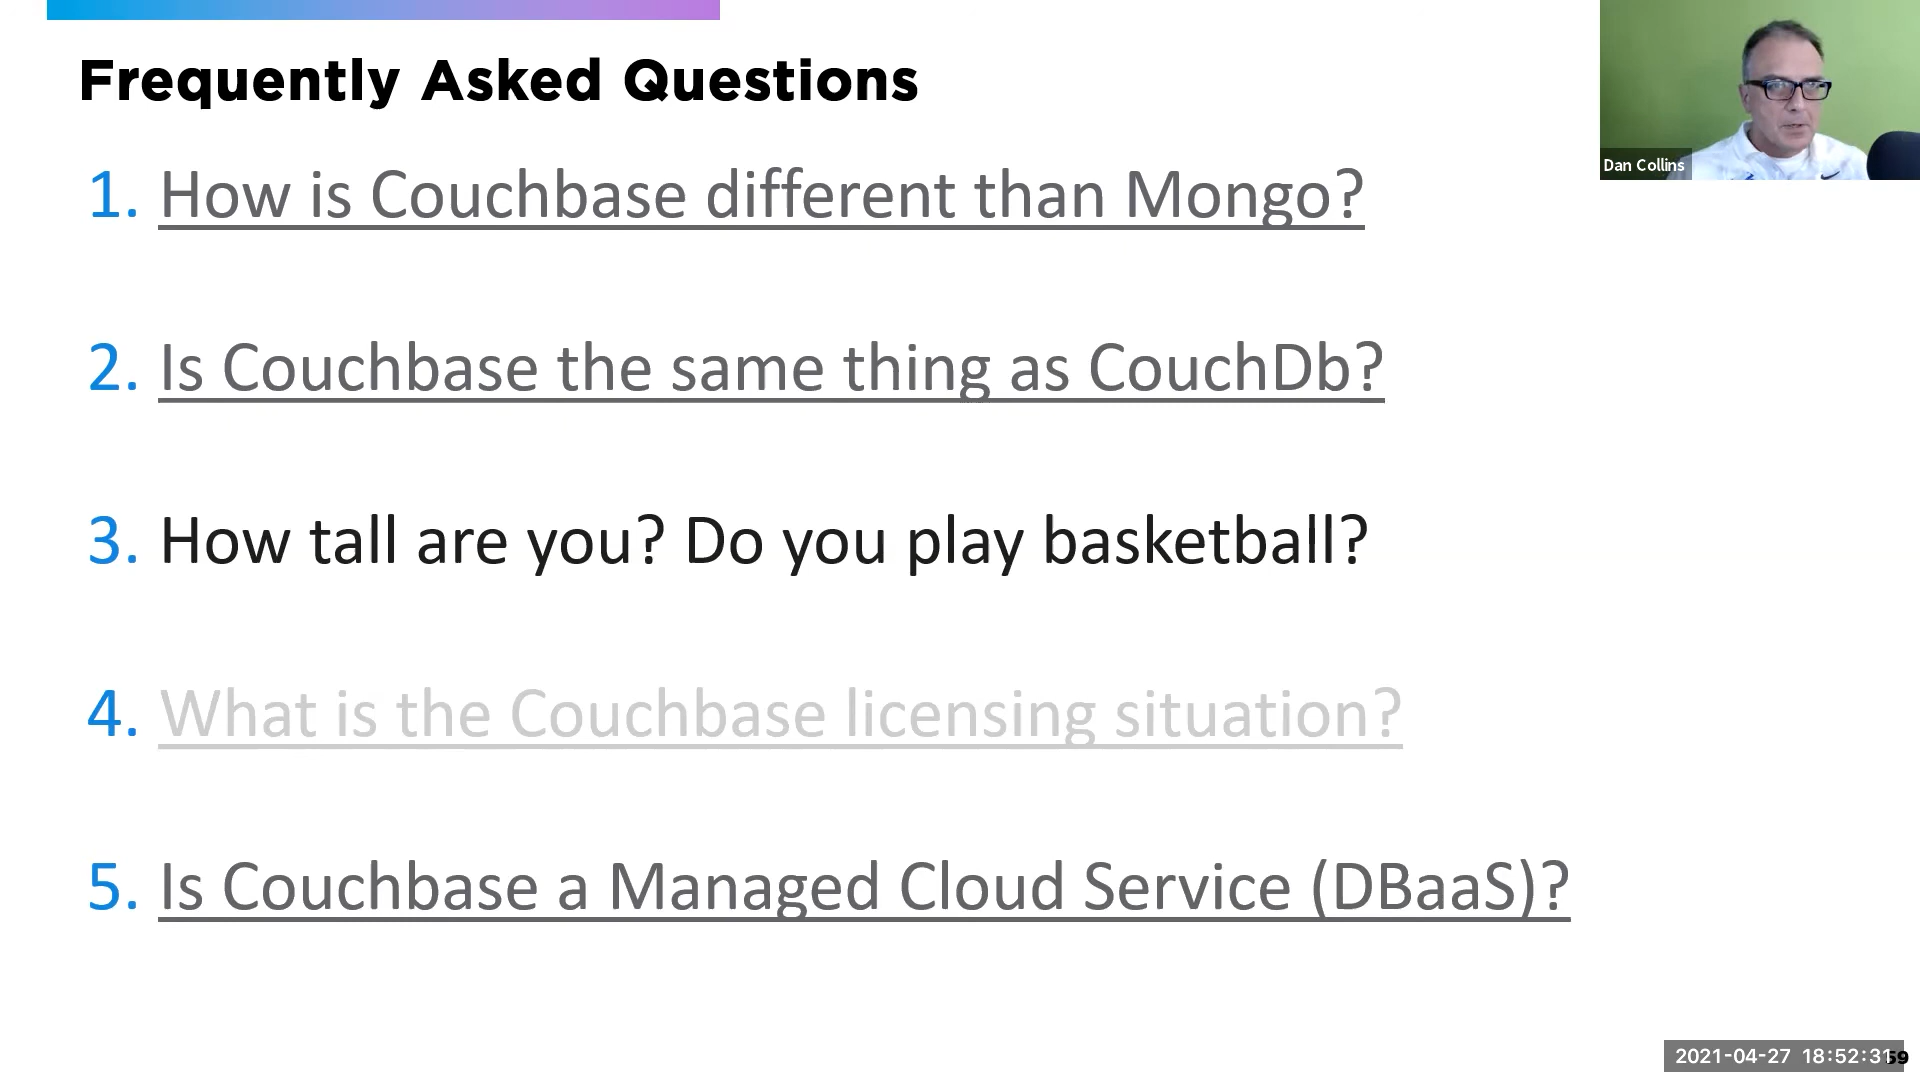 Frequently Asked Questions
Dan Collins
1. How is Couchbase different than Mongo?
2. Is Couchbase the same thing as CouchDb?
3. How tall are you? Do you play basketball?
4. What is the Couchbase licensing situation?
5. Is Couchbase a Managed Cloud Service (DBaaS)?
2021-04-27 18:52:31
59